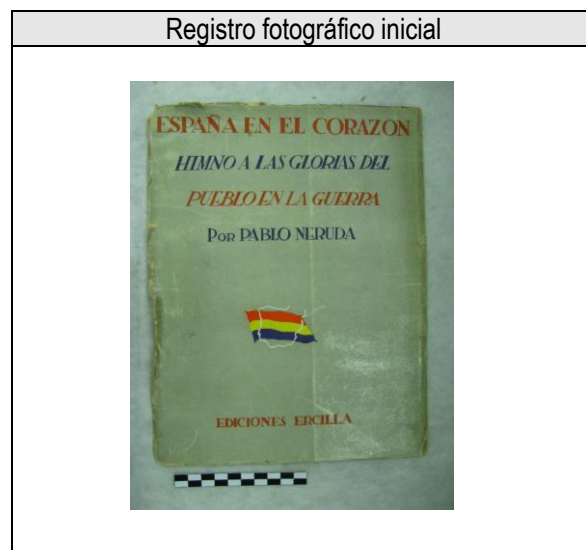 Registro fotográfico inicial
ESPAÑA EN EL CORAZON
HIMNO A LAS GLORIAS DEL
PUEBLO EN LA GUERRA
POR PABLO NERUDA
EDICIONES ERCILLA